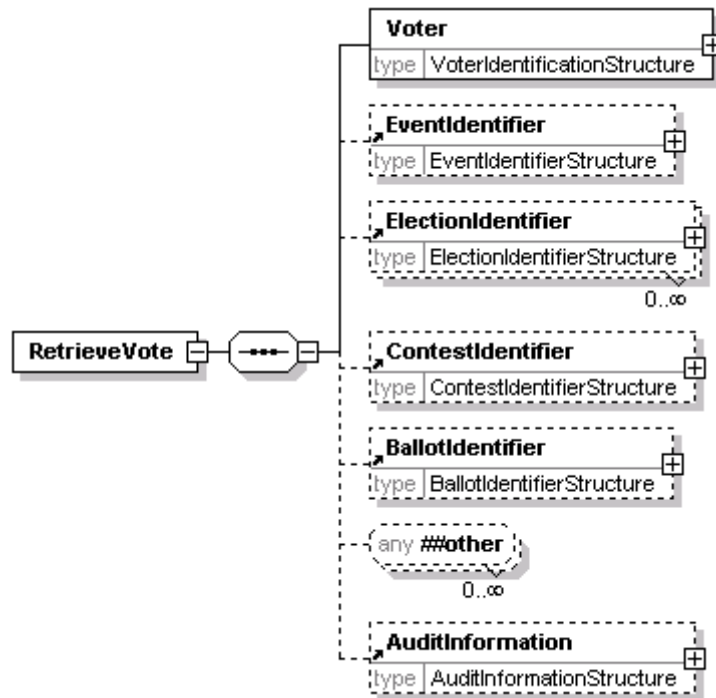 Voter
type VoterIdentificationStructure
EventIdentifier
type EventIdentifierStructure
ElectionIdentifier
type ElectionIdentifierStructure
0..∞
RetrieveVote
ContestIdentifier
type ContestIdentifierStructure
BallotIdentifier
type BallotIdentifierStructure
any ##other
0..∞
AuditInformation
type AuditInformationStructure